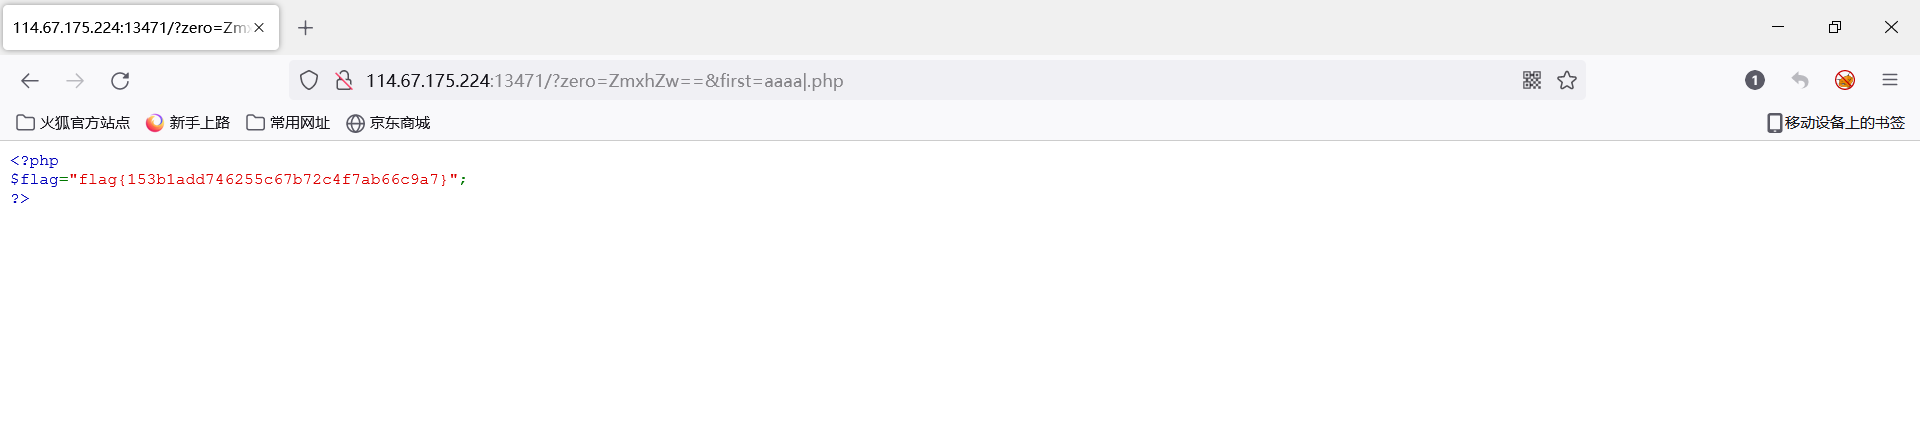 114.67.175.224:13471/?zero=Zmx
114.67.175.224:13471/?zero=ZmxhZw==&first=aaaa|.php
1
火狐官方站点 新手上路 常用网址 京东商城 移动设备上的书签
<?php
$flag="flag{153b1add746255c67b72c4f7ab66c9a7}";
?>